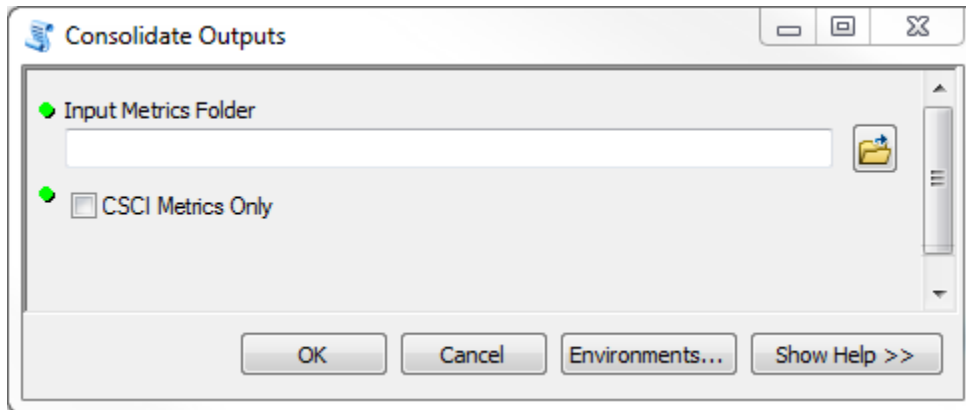 Consolidate Outputs
Input Metrics Folder
CSCI Metrics Only
OK Cancel Environments... Show Help >>